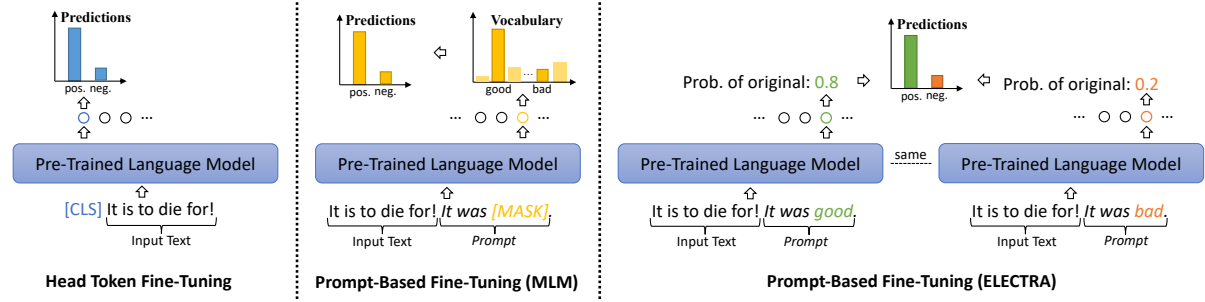 Predictions
pos. neg.
...
Pre-Trained Language Model
[CLS] It is to die for!
Input Text
Head Token Fine-Tuning
Predictions
pos. neg.
Vocabulary
...
good bad
... ...
Pre-Trained Language Model
It is to die for! It was [MASK].
Input Text Prompt
Prompt-Based Fine-Tuning (MLM)
Predictions
pos. neg.
Prob. of original: 0.8
Prob. of original: 0.2
... ...
... ...
Pre-Trained Language Model same Pre-Trained Language Model
It is to die for! It was good.
Input Text Prompt
It is to die for! It was bad.
Input Text Prompt
Prompt-Based Fine-Tuning (ELECTRA)